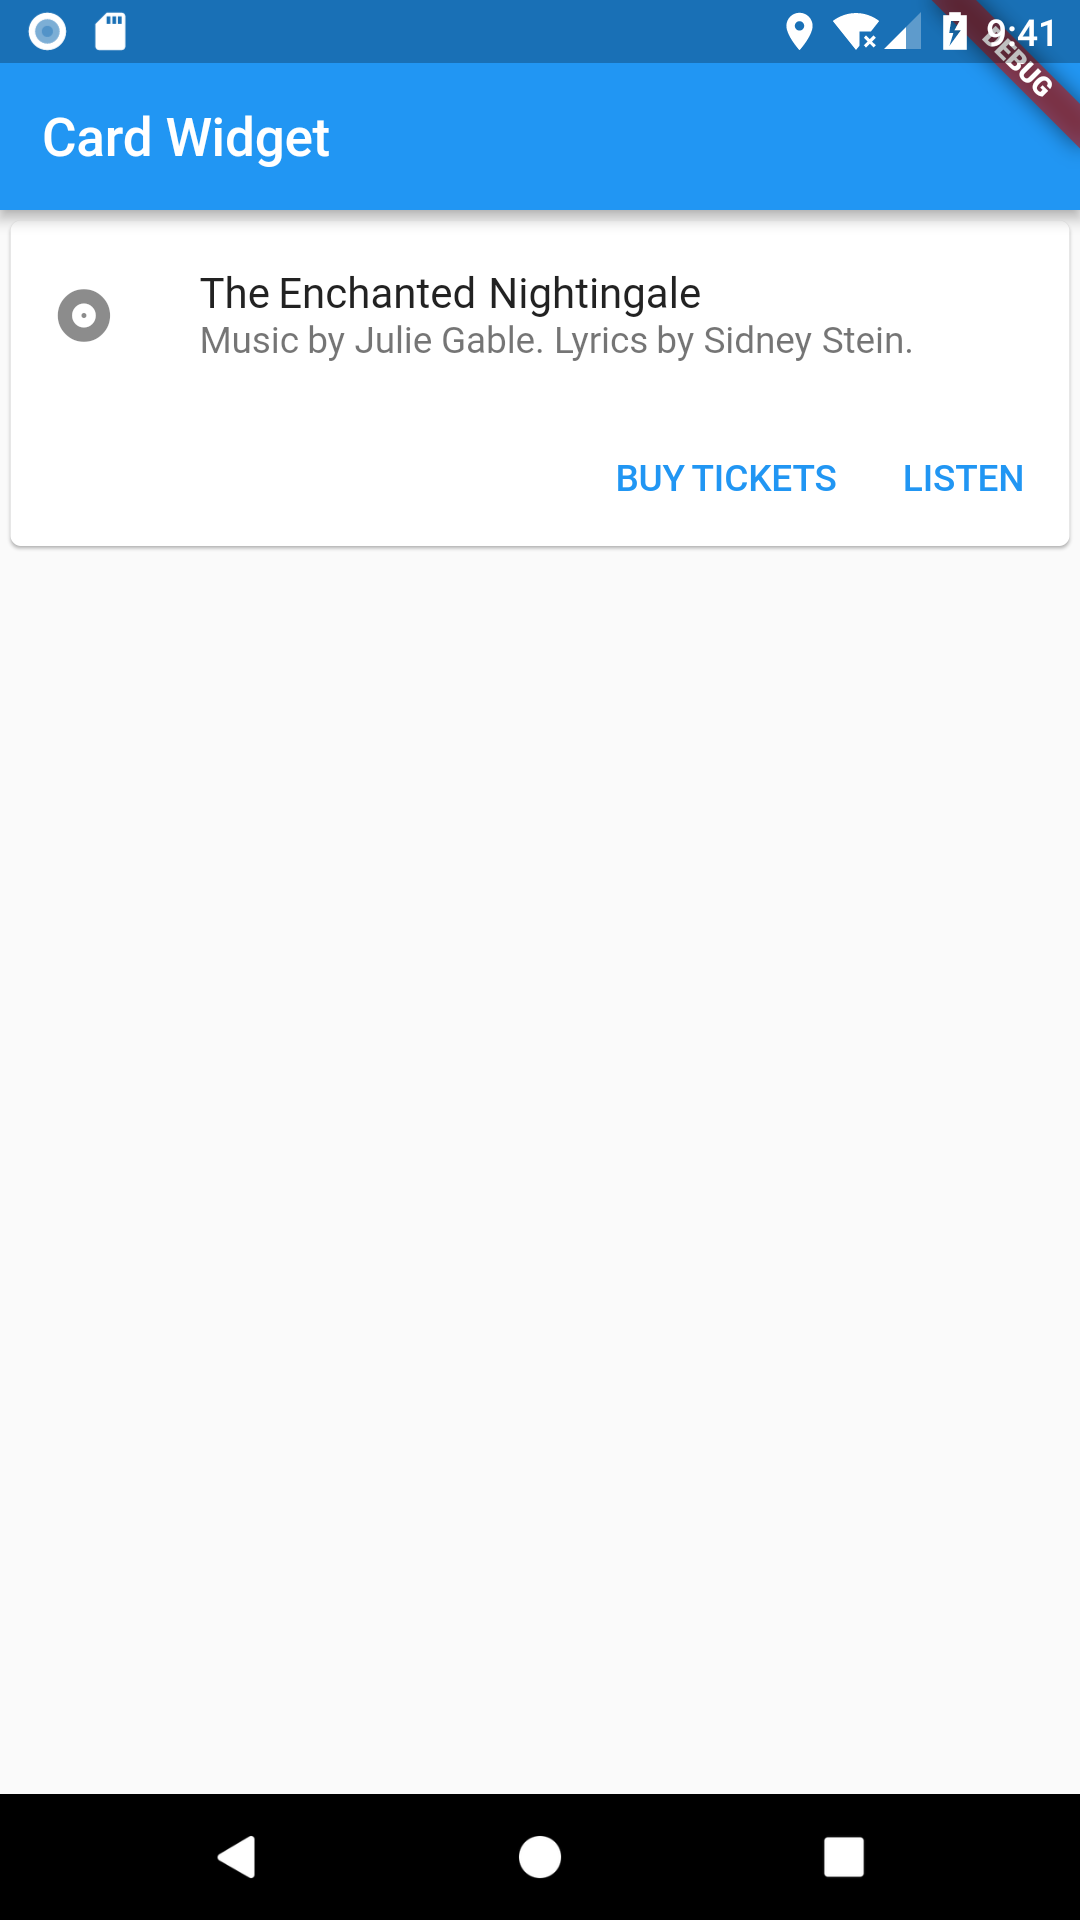 9:41
DEBUG
Card Widget
The Enchanted Nightingale
Music by Julie Gable. Lyrics by Sidney Stein.
BUY TICKETS LISTEN